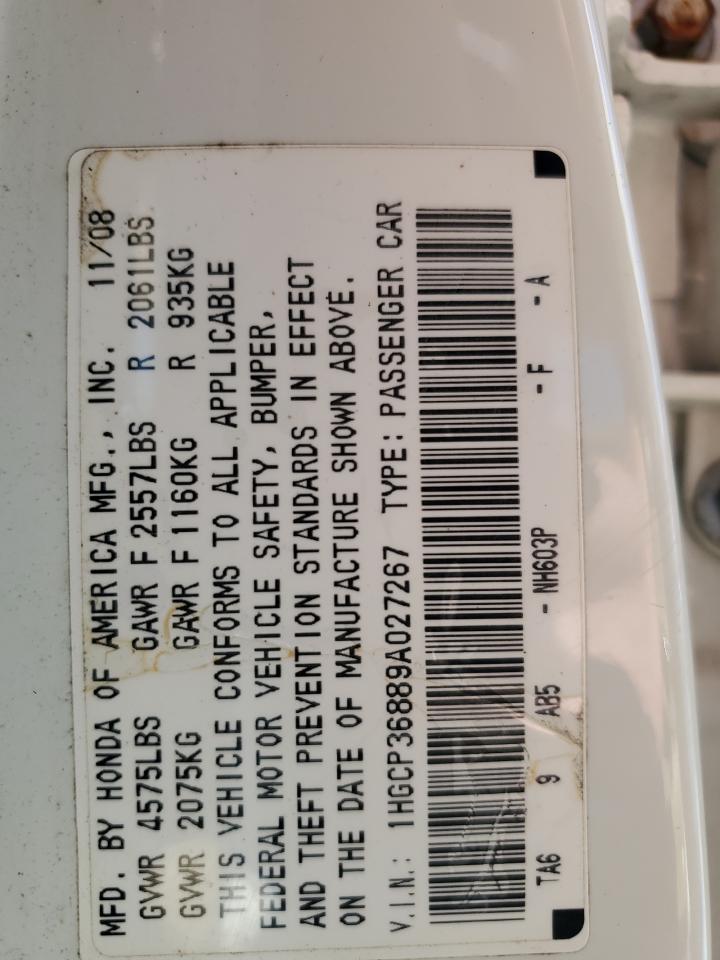 MFD. BY HONDA OF AMERICA MFG., INC. 11/08
GVWR 4575LBS GAWR F 2557LBS R 2061LBS
GVWR 2075KG GAWR F 1160KG R 935KG
THIS VEHICLE CONFORMS TO ALL APPLICABLE
FEDERAL MOTOR VEHICLE SAFETY, BUMPER,
AND THEFT PREVENTION STANDARDS IN EFFECT
ON THE DATE OF MANUFACTURE SHOWN ABOVE.
V.I.N.: 1HGCP36889A027267 TYPE: PASSENGER CAR
TA6 9 AB5 - NH603P - F - A